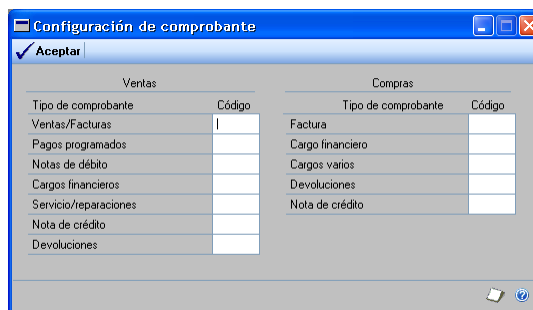 Configuración de comprobante
Aceptar
Ventas
Tipo de comprobante Código
Ventas/Facturas
Pagos programados
Notas de débito
Cargos financieros
Servicio/reparaciones
Nota de crédito
Devoluciones
Compras
Tipo de comprobante Código
Factura
Cargo financiero
Cargos varios
Devoluciones
Nota de crédito